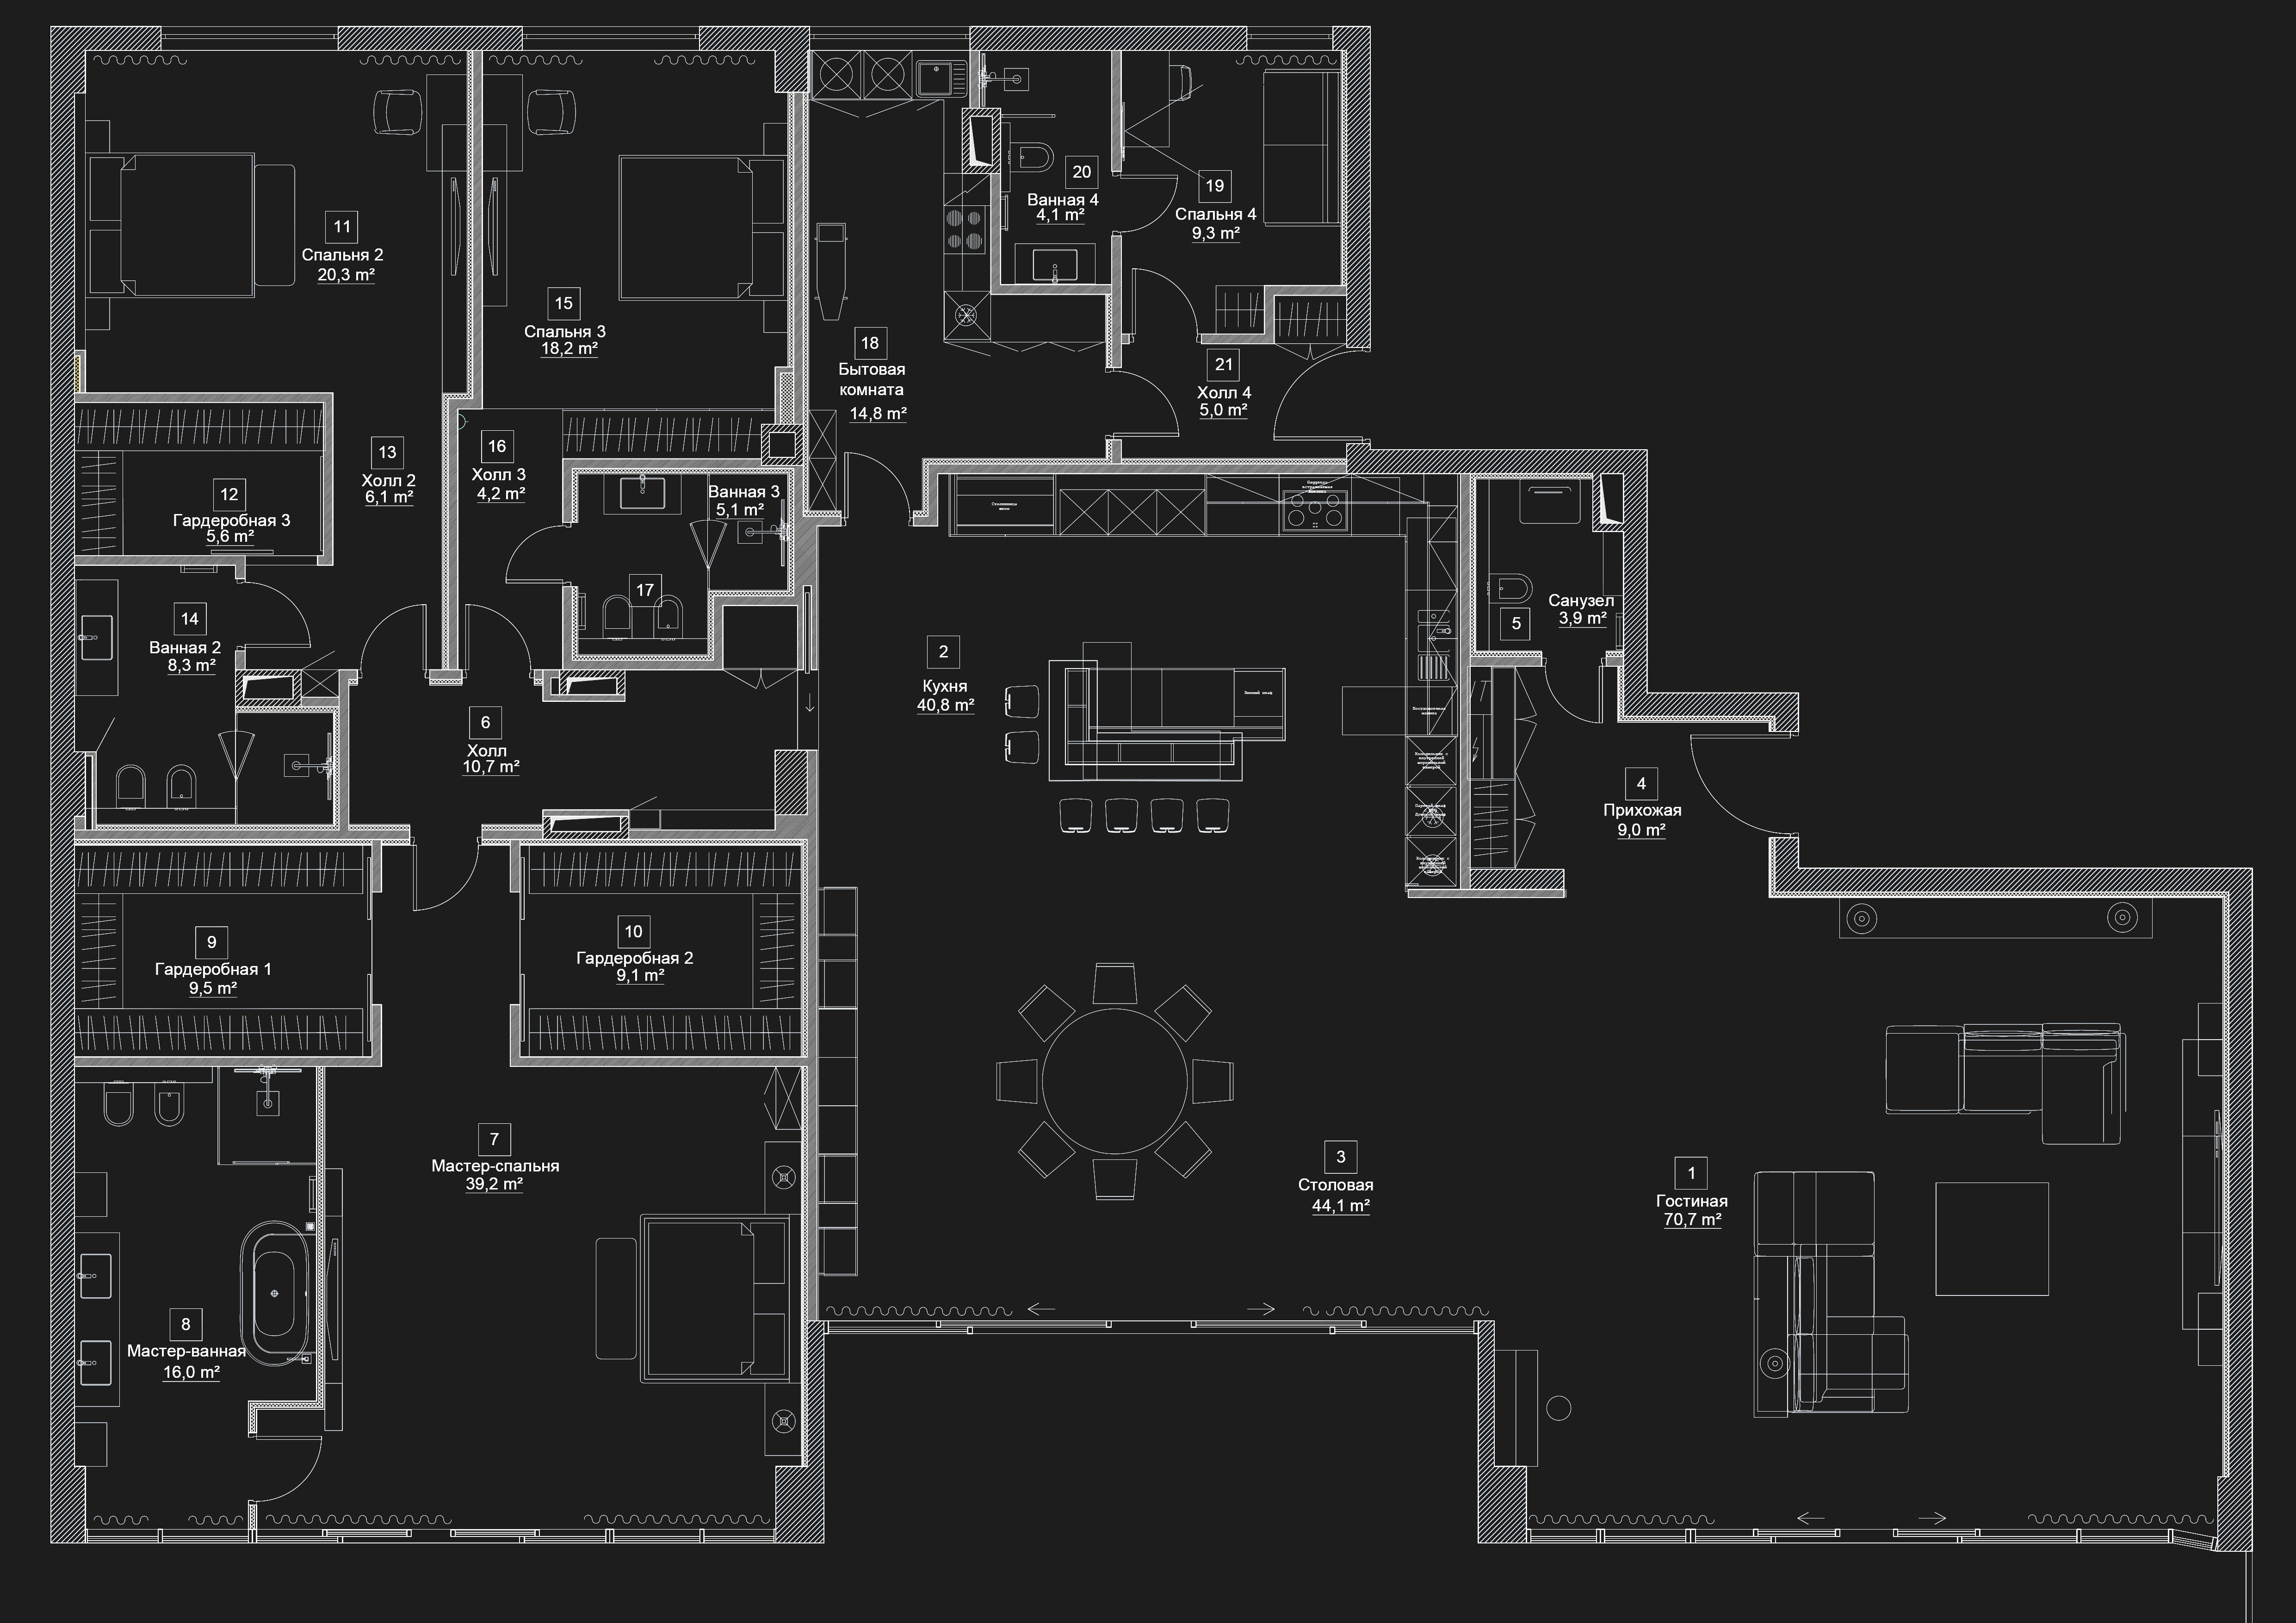 11
Спальня 2
20,3 m²
15
Спальня 3
18,2 m²
18
Бытовая
комната
14,8 m²
20
Ванная 4
4,1 m²
19
Спальня 4
9,3 m²
21
Холл 4
5,0 m²
12
Гардеробная 3
5,6 m²
13
Холл 2
6,1 m²
16
Холл 3
4,2 m²
Ванная 3
5,1 m²
17
14
Ванная 2
8,3 m²
6
Холл
10,7 m²
2
Кухня
40,8 m²
Винный шкаф
5
Санузел
3,9 m²
4
Прихожая
9,0 m²
9
Гардеробная 1
9,5 m²
10
Гардеробная 2
9,1 m²
7
Мастер-спальня
39,2 m²
8
Мастер-ванная
16,0 m²
3
Столовая
44,1 m²
1
Гостиная
70,7 m²